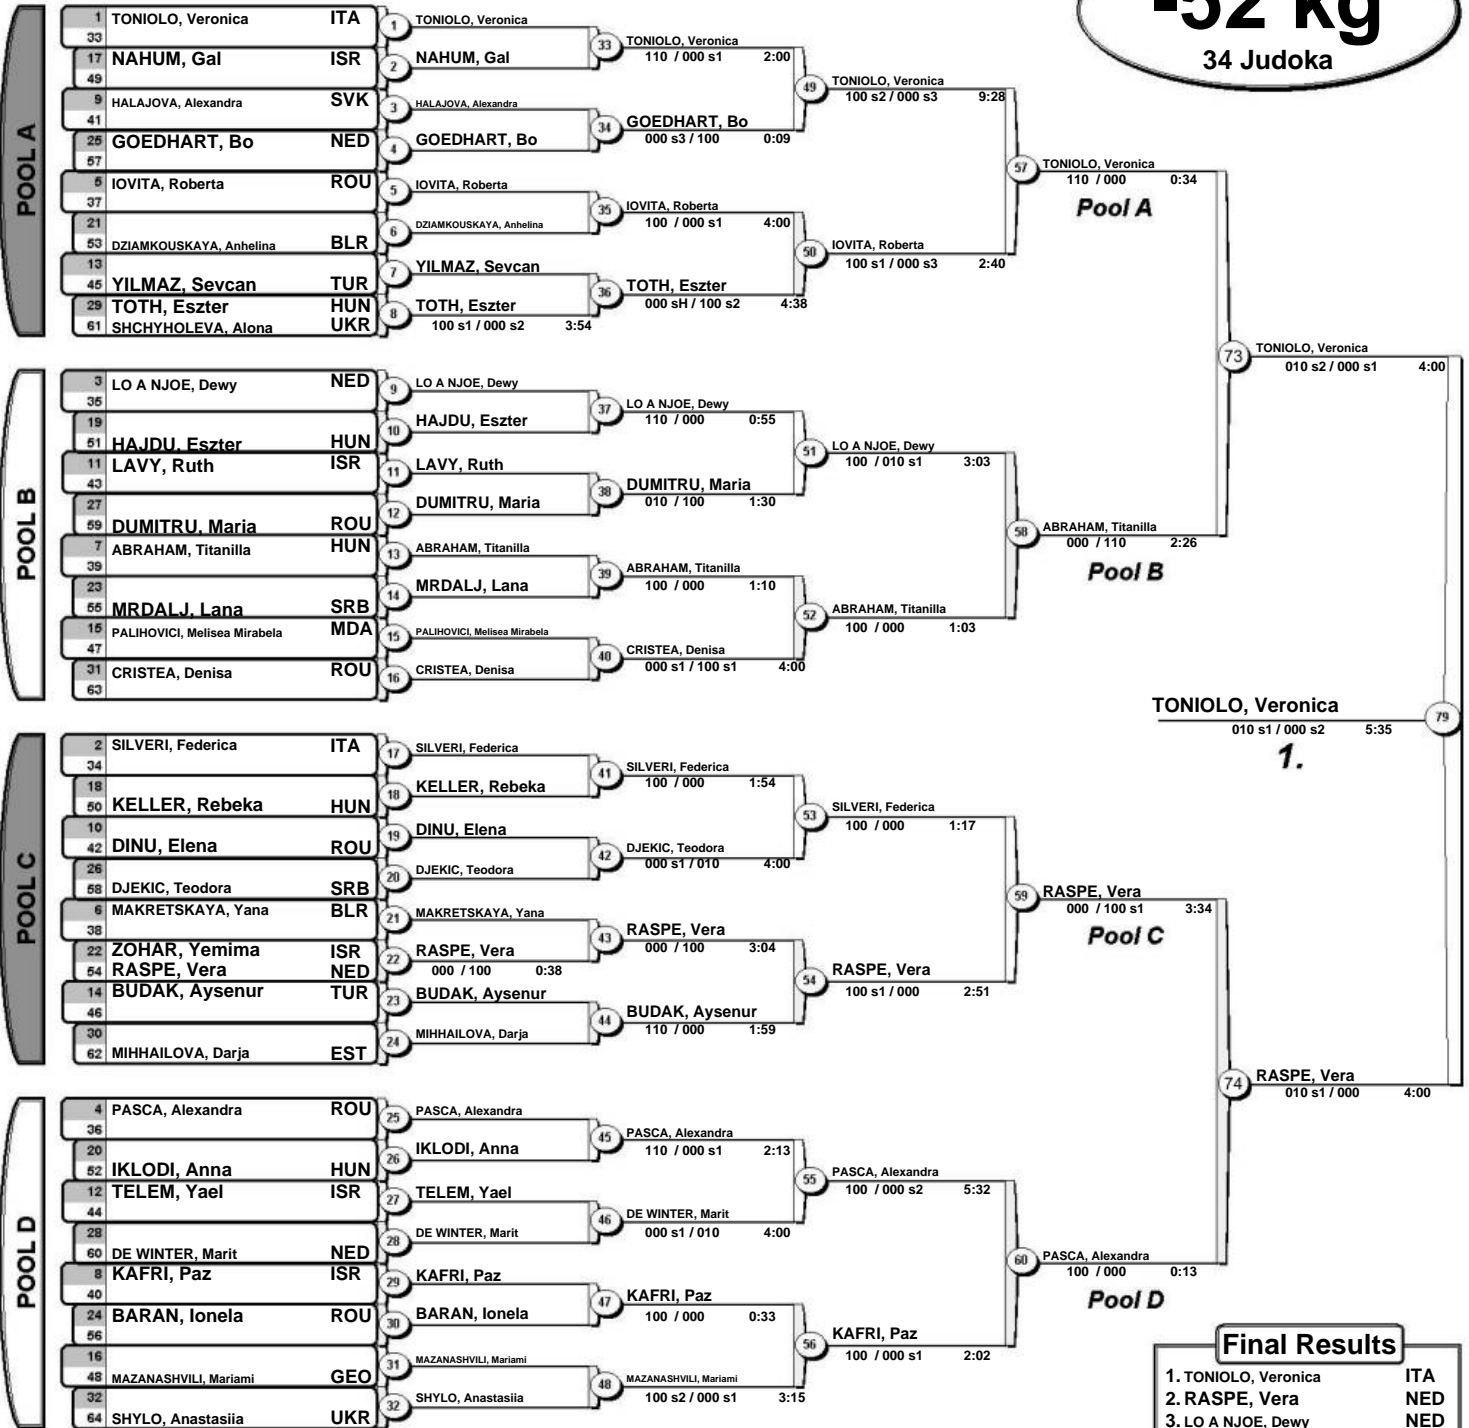 -52 kg
34 Judoka
POOL A
1 TONIOLO, Veronica ITA
33
17 NAHUM, Gal ISR
49
9 HALAJOVA, Alexandra SVK
41
25 GOEDHART, Bo NED
57
5 IOVITA, Roberta ROU
37
21
53 DZIAMKOUSKAYA, Anhelina BLR
13
45 YILMAZ, Sevcan TUR
29 TOTH, Eszter HUN
61 SHCHYHOLEVA, Alona UKR
1 TONIOLO, Veronica
2 NAHUM, Gal
3 HALAJOVA, Alexandra
4 GOEDHART, Bo
5 IOVITA, Roberta
6 DZIAMKOUSKAYA, Anhelina
7 YILMAZ, Sevcan
8 TOTH, Eszter
100 s1 / 000 s2 3:54
33 TONIOLO, Veronica
110 / 000 s1 2:00
34 GOEDHART, Bo
000 s3 / 100 0:09
35 IOVITA, Roberta
100 / 000 s1 4:00
36 TOTH, Eszter
000 sH / 100 s2 4:38
49 TONIOLO, Veronica
100 s2 / 000 s3 9:28
50 IOVITA, Roberta
100 s1 / 000 s3 2:40
57 TONIOLO, Veronica
110 / 000 0:34
Pool A
POOL B
3 LO A NJOE, Dewy NED
35
19
51 HAJDU, Eszter HUN
11 LAVY, Ruth ISR
43
27
59 DUMITRU, Maria ROU
7 ABRAHAM, Titanilla HUN
39
23
55 MRDALJ, Lana SRB
15 PALIHOVICI, Melisea Mirabela MDA
47
31 CRISTEA, Denisa ROU
63
9 LO A NJOE, Dewy
10 HAJDU, Eszter
11 LAVY, Ruth
12 DUMITRU, Maria
13 ABRAHAM, Titanilla
14 MRDALJ, Lana
15 PALIHOVICI, Melisea Mirabela
16 CRISTEA, Denisa
37 LO A NJOE, Dewy
110 / 000 0:55
38 DUMITRU, Maria
010 / 100 1:30
39 ABRAHAM, Titanilla
100 / 000 1:10
40 CRISTEA, Denisa
000 s1 / 100 s1 4:00
51 LO A NJOE, Dewy
100 / 010 s1 3:03
52 ABRAHAM, Titanilla
100 / 000 1:03
58 ABRAHAM, Titanilla
000 / 110 2:26
Pool B
73 TONIOLO, Veronica
010 s2 / 000 s1 4:00
TONIOLO, Veronica 79
010 s1 / 000 s2 5:35
1.
POOL C
2 SILVERI, Federica ITA
34
18
50 KELLER, Rebeka HUN
10
42 DINU, Elena ROU
26
58 DJEKIC, Teodora SRB
6 MAKRETSKAYA, Yana BLR
38
22 ZOHAR, Yemima ISR
54 RASPE, Vera NED
14 BUDAK, Aysenur TUR
46
30
62 MIHHAILOVA, Darja EST
17 SILVERI, Federica
18 KELLER, Rebeka
19 DINU, Elena
20 DJEKIC, Teodora
21 MAKRETSKAYA, Yana
22 RASPE, Vera
000 / 100 0:38
23 BUDAK, Aysenur
24 MIHHAILOVA, Darja
41 SILVERI, Federica
100 / 000 1:54
42 DJEKIC, Teodora
000 s1 / 010 4:00
43 RASPE, Vera
000 / 100 3:04
44 BUDAK, Aysenur
110 / 000 1:59
53 SILVERI, Federica
100 / 000 1:17
54 RASPE, Vera
100 s1 / 000 2:51
59 RASPE, Vera
000 / 100 s1 3:34
Pool C
74 RASPE, Vera
010 s1 / 000 4:00
POOL D
4 PASCA, Alexandra ROU
36
20
52 IKLODI, Anna HUN
12 TELEM, Yael ISR
44
28
60 DE WINTER, Marit NED
8 KAFRI, Paz ISR
40
24 BARAN, Ionela ROU
56
16
48 MAZANASHVILI, Mariami GEO
32
64 SHYLO, Anastasiia UKR
25 PASCA, Alexandra
26 IKLODI, Anna
27 TELEM, Yael
28 DE WINTER, Marit
29 KAFRI, Paz
30 BARAN, Ionela
31 MAZANASHVILI, Mariami
32 SHYLO, Anastasiia
45 PASCA, Alexandra
110 / 000 s1 2:13
46 DE WINTER, Marit
000 s1 / 010 4:00
47 KAFRI, Paz
100 / 000 0:33
48 MAZANASHVILI, Mariami
100 s2 / 000 s1 3:15
55 PASCA, Alexandra
100 / 000 s2 5:32
56 KAFRI, Paz
100 / 000 s1 2:02
60 PASCA, Alexandra
100 / 000 0:13
Pool D
Final Results
1. TONIOLO, Veronica ITA
2. RASPE, Vera NED
3. LO A NJOE, Dewy NED